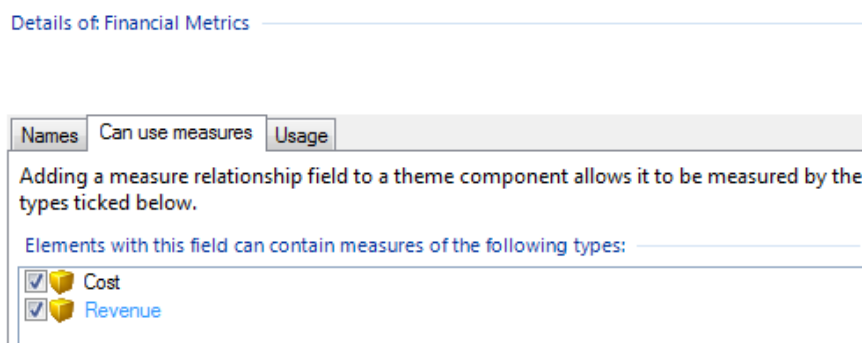 Details of: Financial Metrics
Names Can use measures Usage
Adding a measure relationship field to a theme component allows it to be measured by the
types ticked below.
Elements with this field can contain measures of the following types:
Cost
Revenue